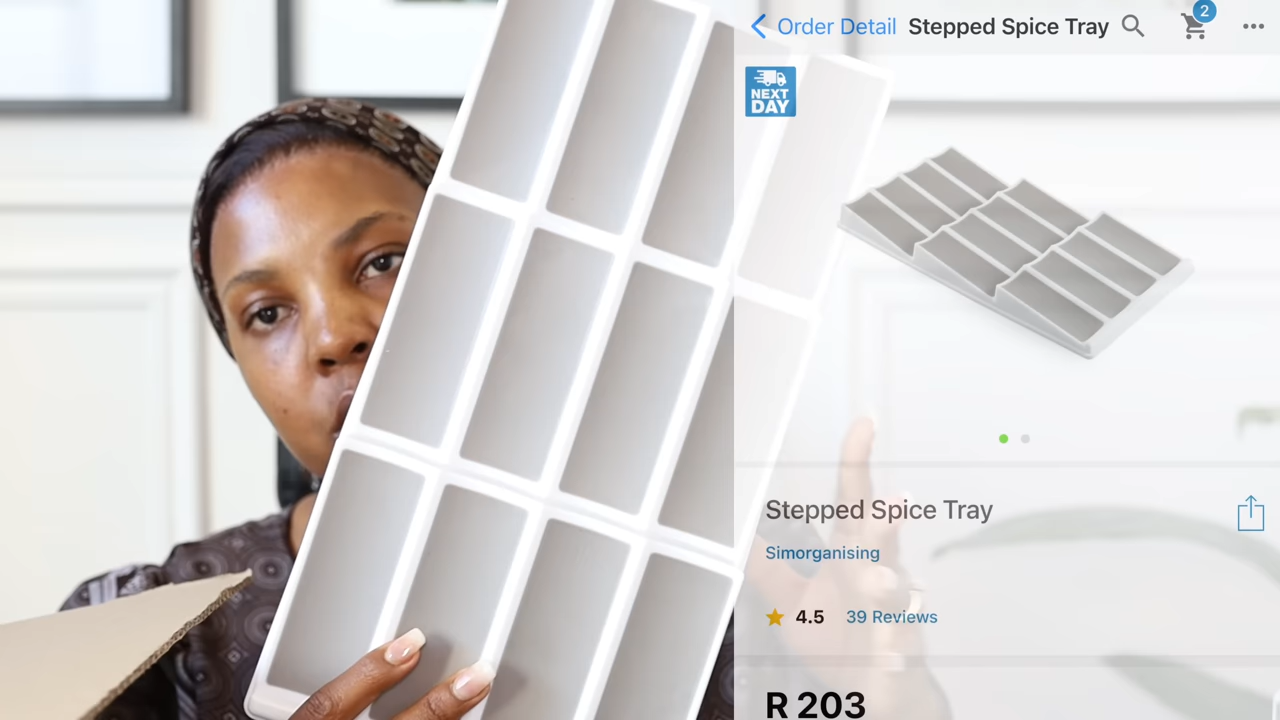 Order Detail Stepped Spice Tray 2
NEXT
DAY
Stepped Spice Tray
Simorganising
4.5 39 Reviews
R 203